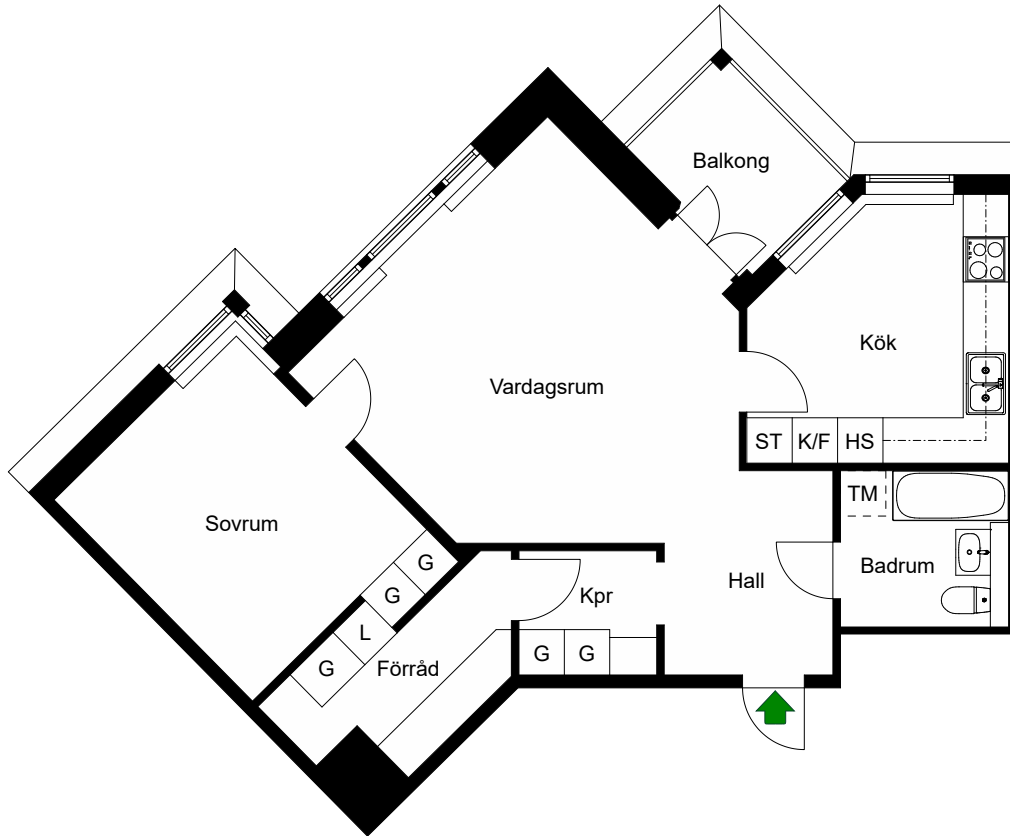 Balkong
Kök
Vardagsrum
ST
K/F
HS
TM
Sovrum
Badrum
Hall
G
G
Kpr
L
G
Förråd
G
G